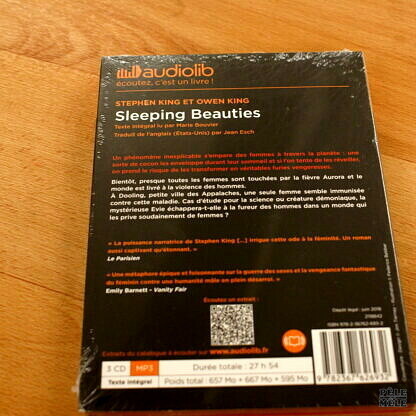 audiolib
écoutez, c'est un livre !
STEPHEN KING ET OWEN KING
Sleeping Beauties
Texte intégral lu par Marie Bouvier
Traduit de l'anglais (États-Unis) par Jean Esch
Un phénomène inexplicable s'empare des femmes à travers la planète : une
sorte de cocon les enveloppe durant leur sommeil et si l'on tente de les réveiller,
on prend le risque de les transformer en véritables furies vengeresses.
Bientôt, presque toutes les femmes sont touchées par la fièvre Aurora et le
monde est livré à la violence des hommes.
À Dooling, petite ville des Appalaches, une seule femme semble immunisée
contre cette maladie. Cas d'étude pour la science ou créature démoniaque, la
mystérieuse Evie échappera-t-elle à la fureur des hommes dans un monde qui
les prive soudainement de femmes ?
« La puissance narratrice de Stephen King [...] irrigue cette ode à la féminité. Un roman
aussi captivant qu'étonnant. »
Le Parisien
« Une métaphore épique et foisonnante sur la guerre des sexes et la vengeance fantastique
du féminin contre une humanité mâle en plein désarroi. »
Emily Barnett - Vanity Fair
Écoutez un extrait :
Extraits du catalogue à écouter sur www.audiolib.fr
3 CD MP3
Texte intégral
Durée totale : 27 h 54
Poids total : 657 Mo + 667 Mo + 595 Mo
PÊLE
MÊLE